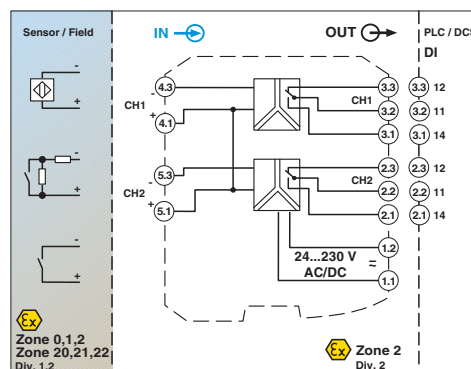 Sensor / Field
IN
OUT
PLC / DCS
DI
-
+
-
+
-
+
4.3
-
CH1
+
4.1
5.3
-
CH2
+
5.1
3.3
CH1
3.2
3.1
2.3
CH2
2.2
2.1
1.2
24...230 V
AC/DC
=
~
1.1
3.3 12
3.2 11
3.1 14
2.3 12
2.2 11
2.1 14
Ex
Zone 0,1,2
Zone 20,21,22
Div. 1,2
Ex
Zone 2
Div. 2